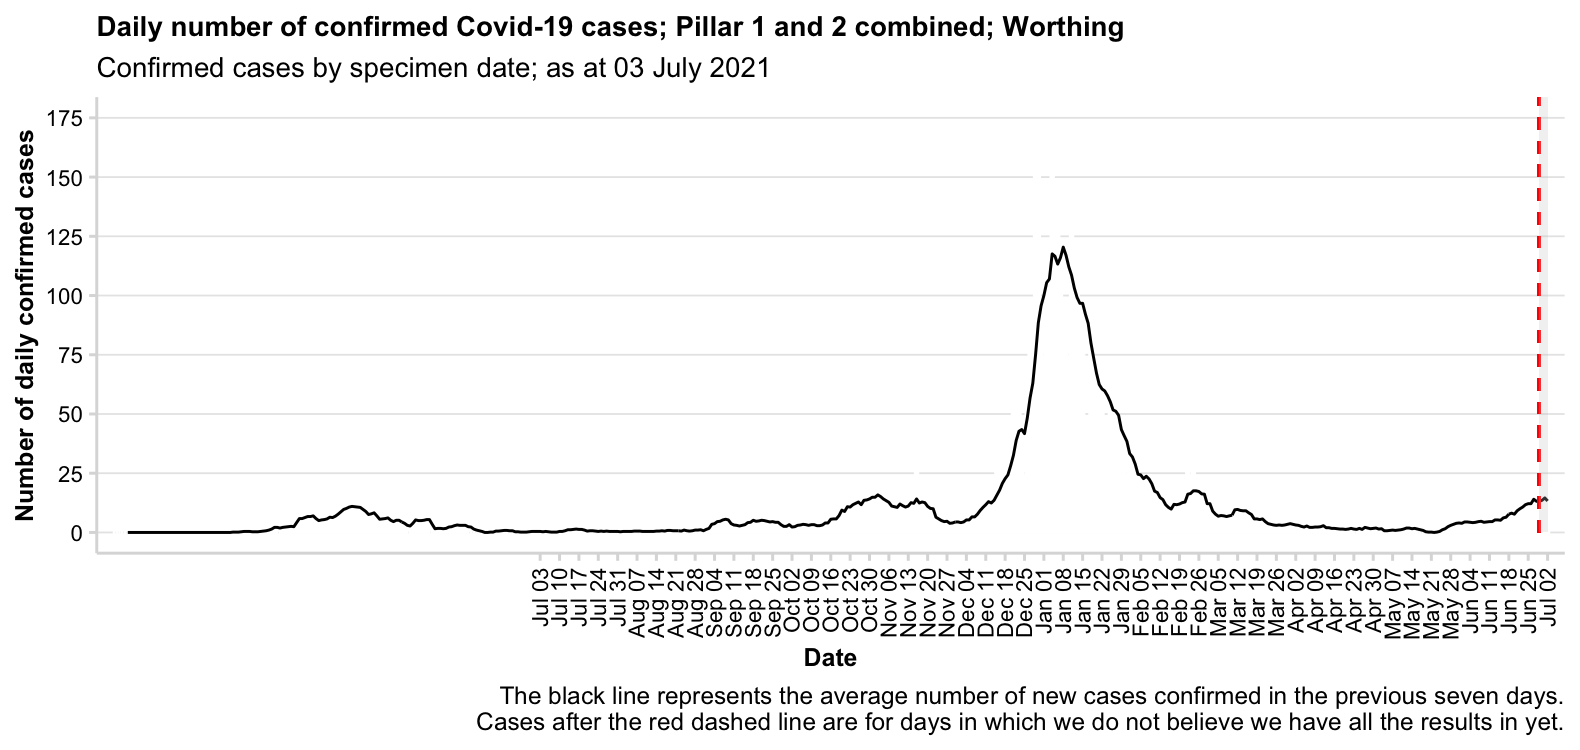 Daily number of confirmed Covid-19 cases; Pillar 1 and 2 combined; Worthing
Confirmed cases by specimen date; as at 03 July 2021
Number of daily confirmed cases
175
150
125
100
75
50
25
0
Jul 03
Jul 10
Jul 17
Jul 24
Jul 31
Aug 07
Aug 14
Aug 21
Aug 28
Sep 04
Sep 11
Sep 18
Sep 25
Oct 02
Oct 09
Oct 16
Oct 23
Oct 30
Nov 06
Nov 13
Nov 20
Nov 27
Dec 04
Dec 11
Dec 18
Dec 25
Jan 01
Jan 08
Jan 15
Jan 22
Jan 29
Feb 05
Feb 12
Feb 19
Feb 26
Mar 05
Mar 12
Mar 19
Mar 26
Apr 02
Apr 09
Apr 16
Apr 23
Apr 30
May 07
May 14
May 21
May 28
Jun 04
Jun 11
Jun 18
Jun 25
Jul 02
Date
The black line represents the average number of new cases confirmed in the previous seven days.
Cases after the red dashed line are for days in which we do not believe we have all the results in yet.